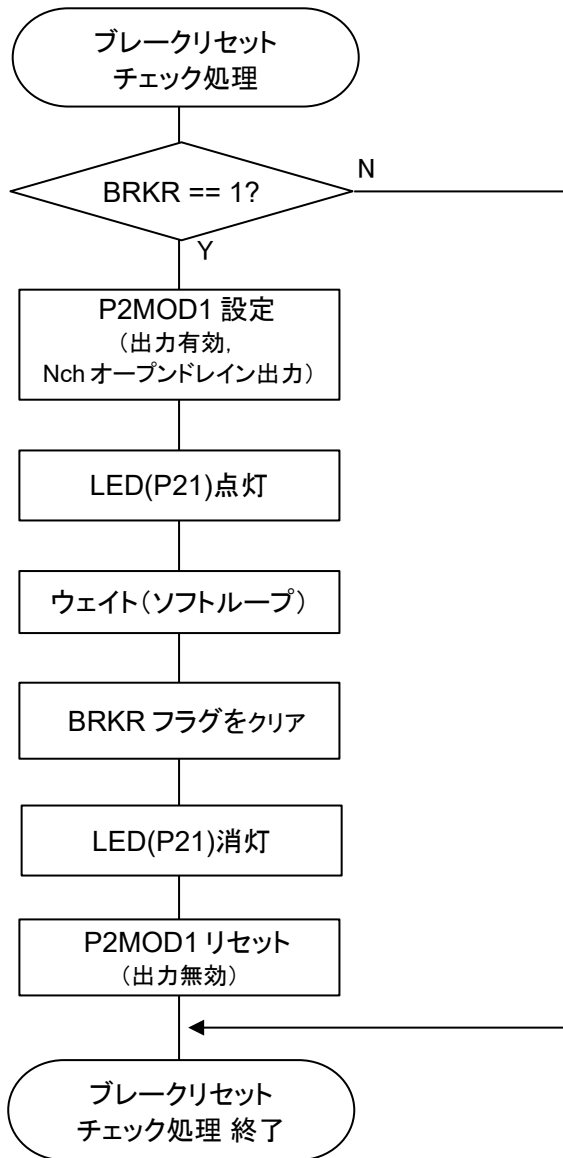 ブレークリセット
チェック処理
BRKR == 1?
N
Y
P2MOD1 設定
（出力有効,
Nch オープンドレイン出力）
LED(P21)点灯
ウェイト（ソフトループ）
BRKR フラグをクリア
LED(P21)消灯
P2MOD1 リセット
（出力無効）
ブレークリセット
チェック処理 終了